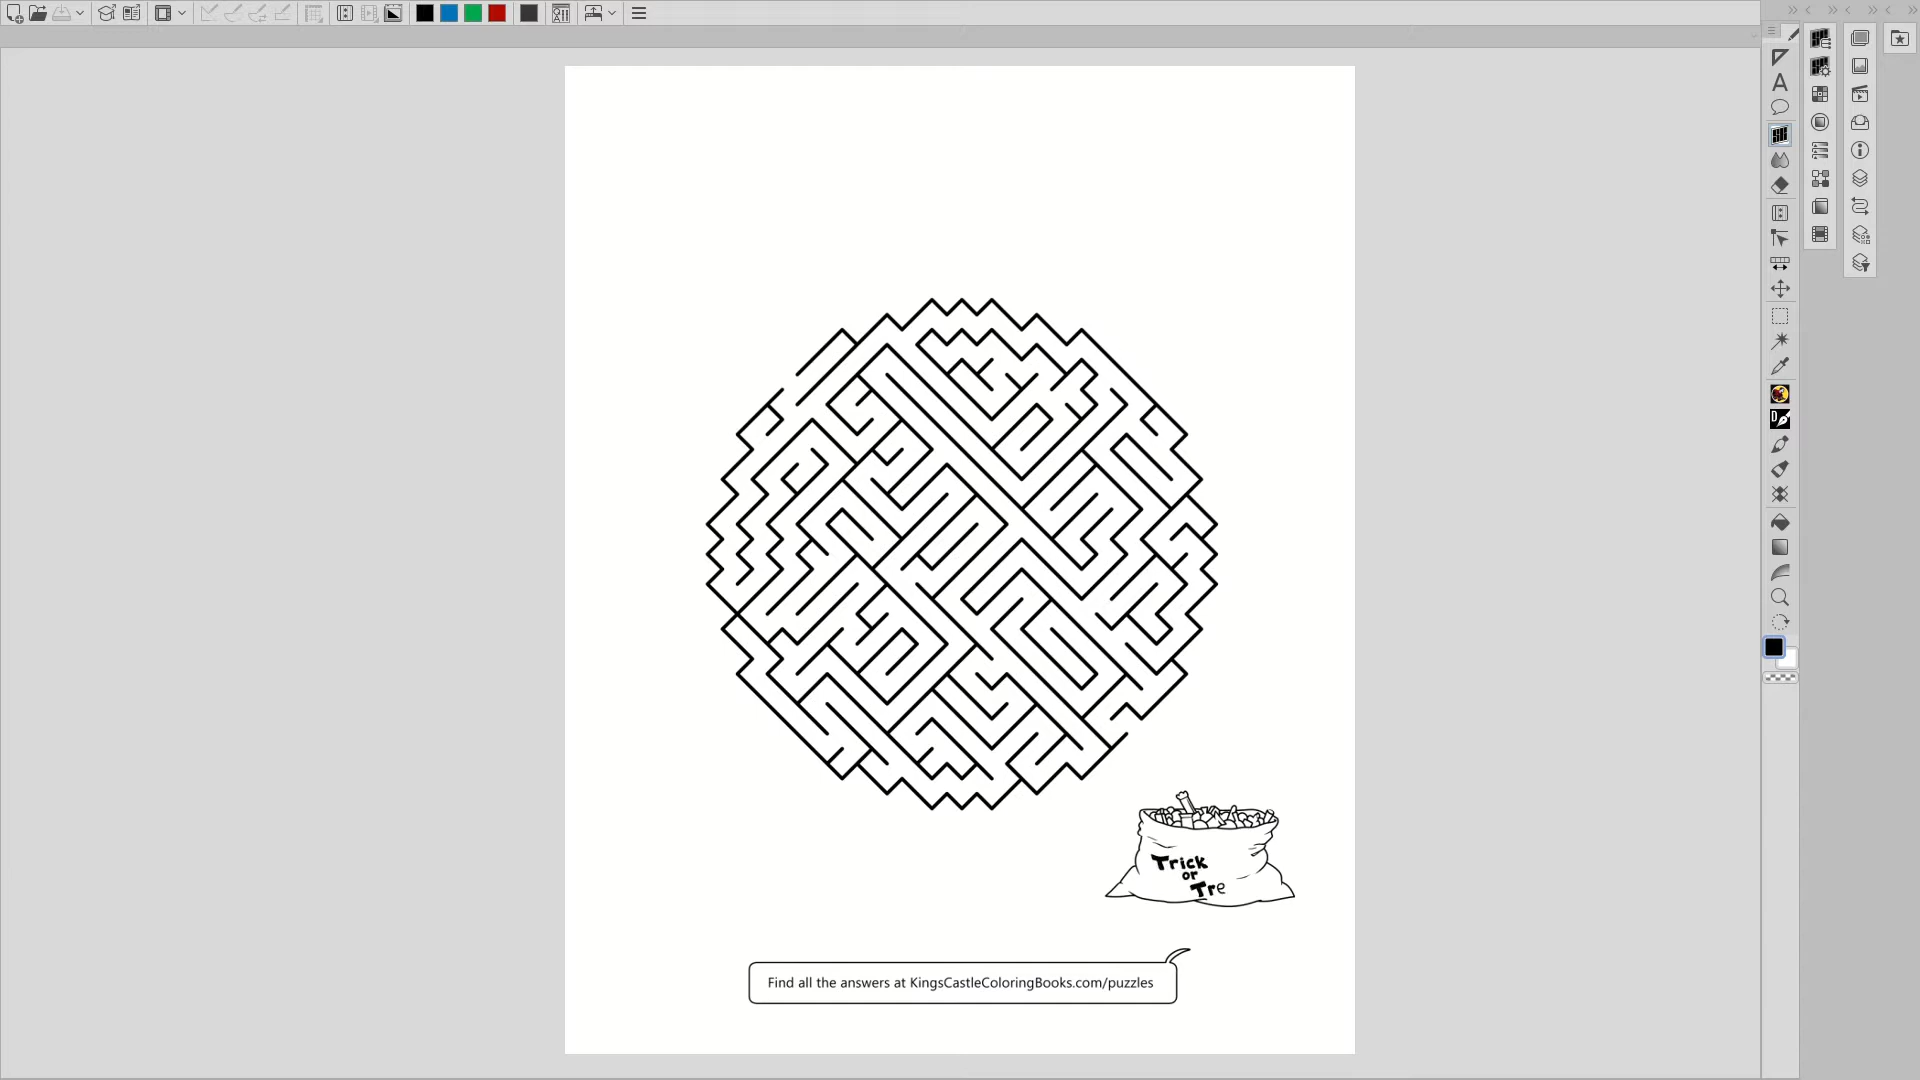 Trick
or
Tre
Find all the answers at KingsCastleColoringBooks.com/puzzles